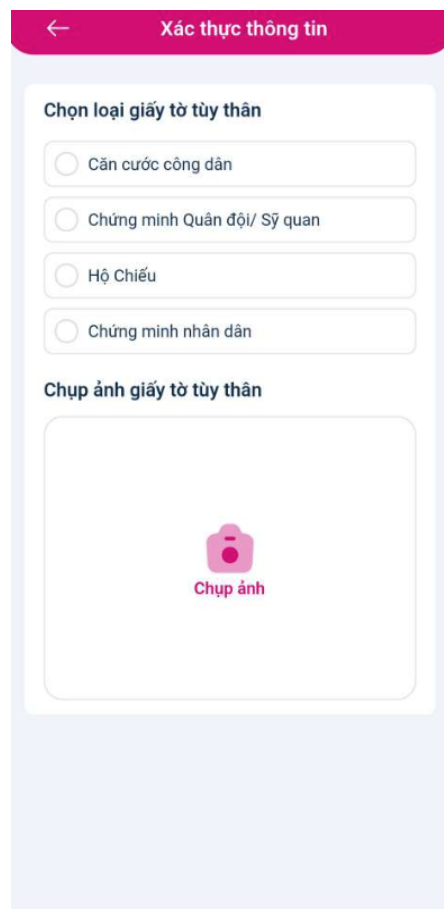 Xác thực thông tin
Chọn loại giấy tờ tùy thân
Căn cước công dân
Chứng minh Quân đội/ Sỹ quan
Hộ Chiếu
Chứng minh nhân dân
Chụp ảnh giấy tờ tùy thân
Chụp ảnh